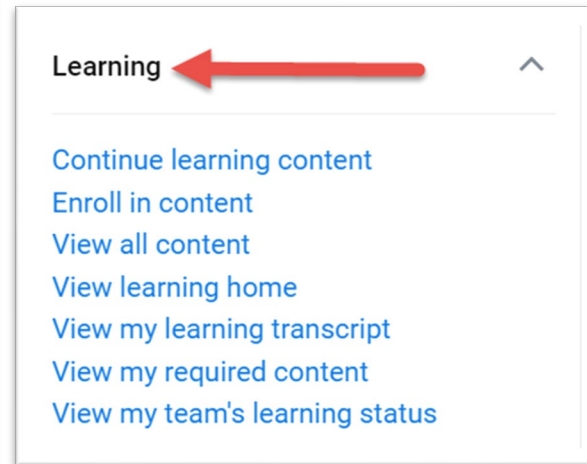 Learning
Continue learning content
Enroll in content
View all content
View learning home
View my learning transcript
View my required content
View my team's learning status